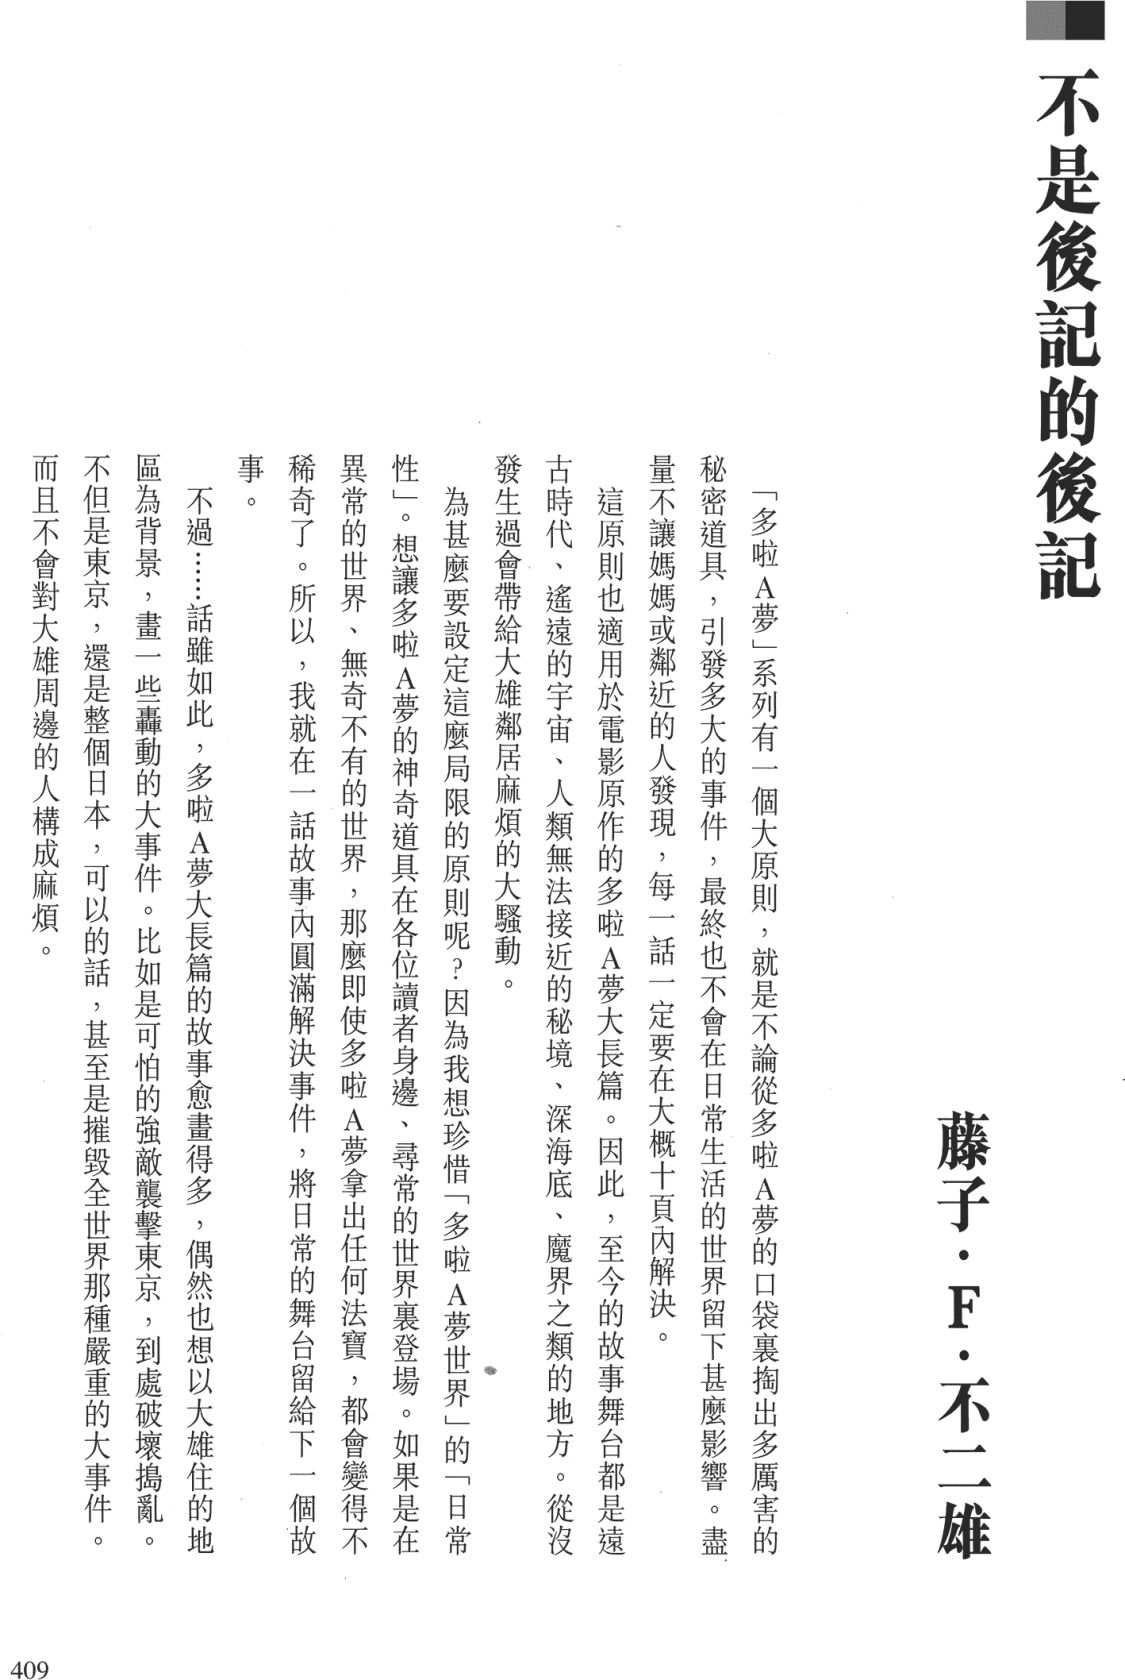 不是後記的後記
藤子・F・不二雄
「多啦A夢」系列有一個大原則，就是不論從多啦A夢的口袋裏掏出多厲害的
秘密道具，引發多大的事件，最終也不會在日常生活的世界留下甚麼影響。盡
量不讓媽媽或鄰近的人發現，每一話一定要在大概十頁內解決。
這原則也適用於電影原作的多啦A夢大長篇。因此，至今的故事舞台都是遠
古時代、遙遠的宇宙、人類無法接近的秘境、深海底、魔界之類的地方。從沒
發生過會帶給大雄鄰居麻煩的大騷動。
為甚麼要設定這麼局限的原則呢？因為我想珍惜「多啦A夢世界」的「日常
性」。想讓多啦A夢的神奇道具在各位讀者身邊、尋常的世界裏登場。如果是在
異常的世界、無奇不有的世界，那麼即使多啦A夢拿出任何法寶，都會變得不
稀奇了。所以，我就在一話故事內圓滿解決事件，將日常的舞台留給下一個故
事。
不過……話雖如此，多啦A夢大長篇的故事愈畫得多，偶然也想以大雄住的地
區為背景，畫一些轟動的大事件。比如是可怕的強敵襲擊東京，到處破壞搗亂。
不但是東京，還是整個日本，可以的話，甚至是摧毀全世界那種嚴重的大事件。
而且不會對大雄周邊的人構成麻煩。
409